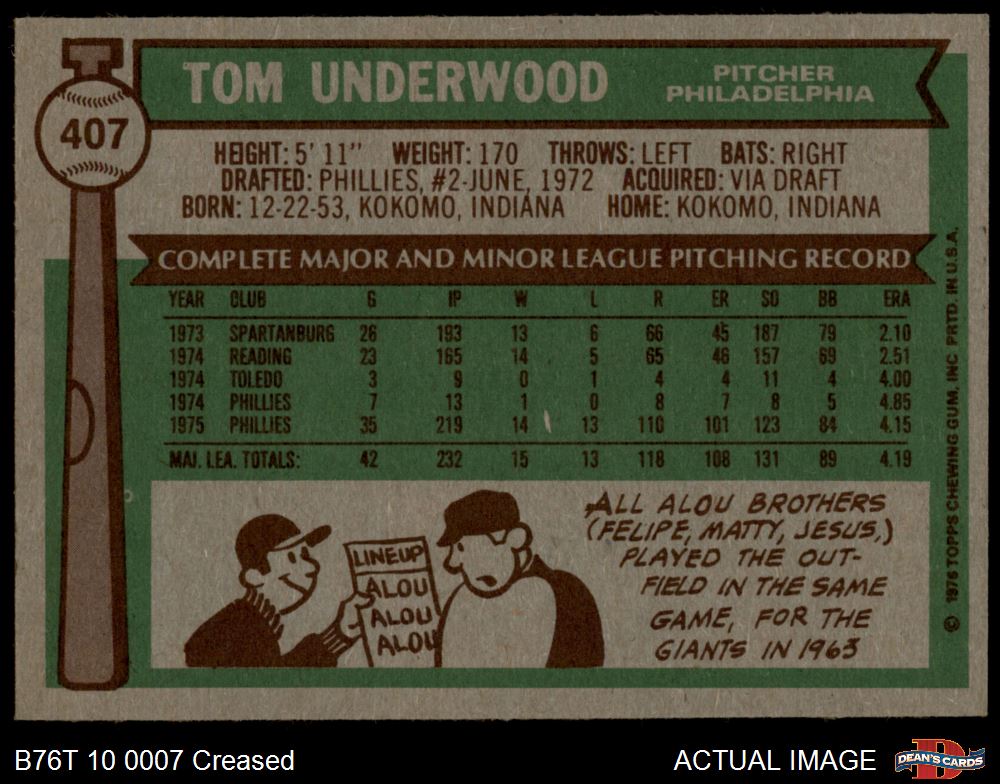 TOM UNDERWOOD
PITCHER
PHILADELPHIA
407
HEIGHT: 5' 11" WEIGHT: 170 THROWS: LEFT BATS: RIGHT
DRAFTED: PHILLIES, #2-JUNE, 1972 ACQUIRED: VIA DRAFT
BORN: 12-22-53, KOKOMO, INDIANA HOME: KOKOMO, INDIANA
COMPLETE MAJOR AND MINOR LEAGUE PITCHING RECORD
YEAR CLUB G IP W L R ER SO BB ERA
1973 SPARTANBURG 26 193 13 6 66 45 187 79 2.10
1974 READING 23 165 14 5 65 46 157 69 2.51
1974 TOLEDO 3 9 0 1 4 4 11 4 4.00
1974 PHILLIES 7 13 1 0 8 7 8 5 4.85
1975 PHILLIES 35 219 14 13 110 101 123 84 4.15
MAJ. LEA. TOTALS: 42 232 15 13 118 108 131 89 4.19
LINEUP
ALOU
ALOU
ALOU
ALL ALOU BROTHERS
(FELIPE, MATTY, JESUS,)
PLAYED THE OUT-
FIELD IN THE SAME
GAME, FOR THE
GIANTS IN 1963
© 1976 TOPPS CHEWING GUM, INC PRTD. IN U.S.A.
B76T 10 0007 Creased
ACTUAL IMAGE
DEAN'S CARDS